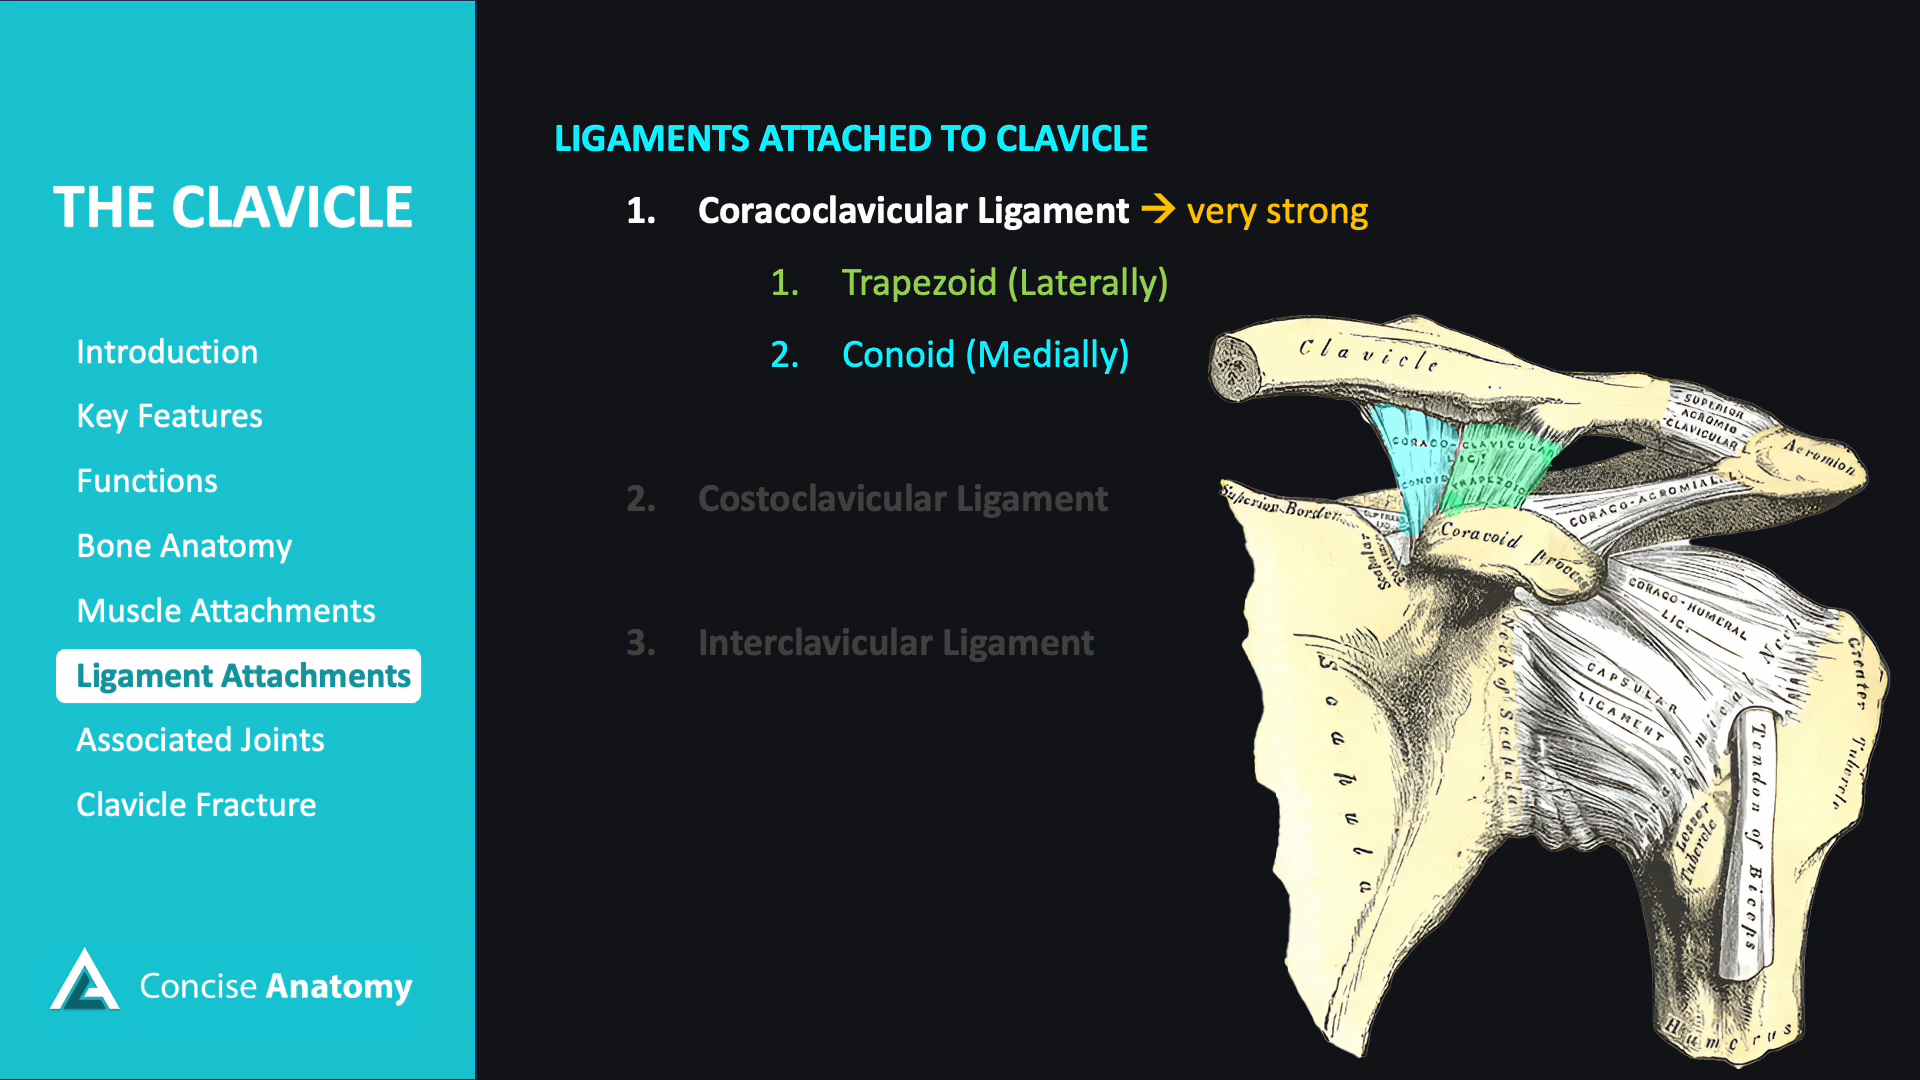 THE CLAVICLE
Introduction
Key Features
Functions
Bone Anatomy
Muscle Attachments
Ligament Attachments
Associated Joints
Clavicle Fracture
Concise Anatomy
LIGAMENTS ATTACHED TO CLAVICLE
1. Coracoclavicular Ligament → very strong
1. Trapezoid (Laterally)
2. Conoid (Medially)
2. Costoclavicular Ligament
3. Interclavicular Ligament
Clavicle
SUPERIOR
ACROMIO
-CLAVICULAR L.
Acromion
CORACO-CLAVICULAR
LIG.
CONOID
TRAPEZOID
CORACO-ACROMIAL
Superior Border
Scapular
Coracoid process
CORACO-HUMERAL
LIG.
CAPSULAR
LIGAMENT
Neck of Scapula
Scapula
Anatomical Neck
Greater Tubercle
Lesser
Tubercle
Tendon of Biceps
Humerus